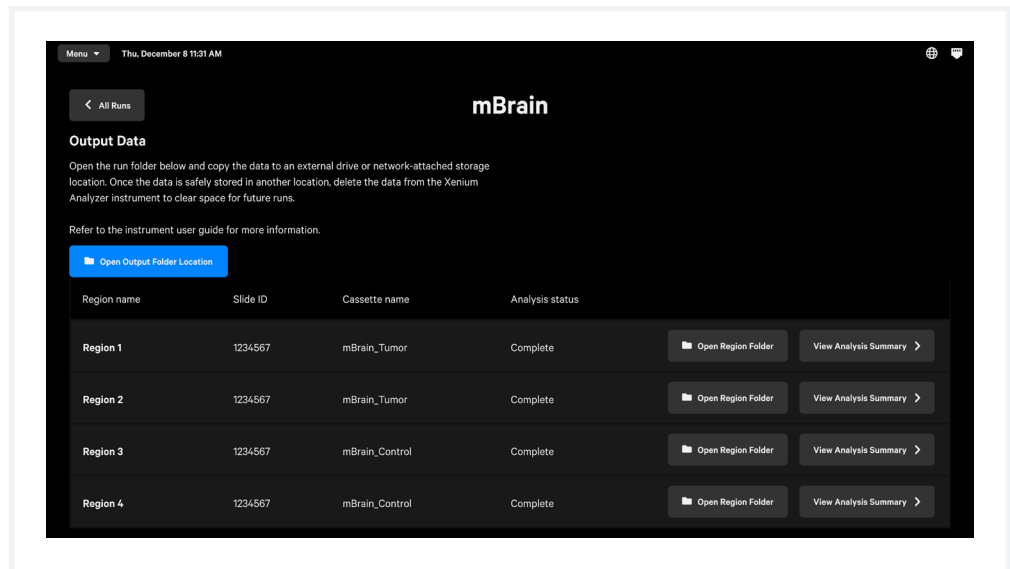 Menu Thu, December 8 11:31 AM
All Runs
mBrain
Output Data
Open the run folder below and copy the data to an external drive or network-attached storage
location. Once the data is safely stored in another location, delete the data from the Xenium
Analyzer instrument to clear space for future runs.
Refer to the instrument user guide for more information.
Open Output Folder Location
Region name Slide ID Cassette name Analysis status
Region 1 1234567 mBrain_Tumor Complete Open Region Folder View Analysis Summary
Region 2 1234567 mBrain_Tumor Complete Open Region Folder View Analysis Summary
Region 3 1234567 mBrain_Control Complete Open Region Folder View Analysis Summary
Region 4 1234567 mBrain_Control Complete Open Region Folder View Analysis Summary